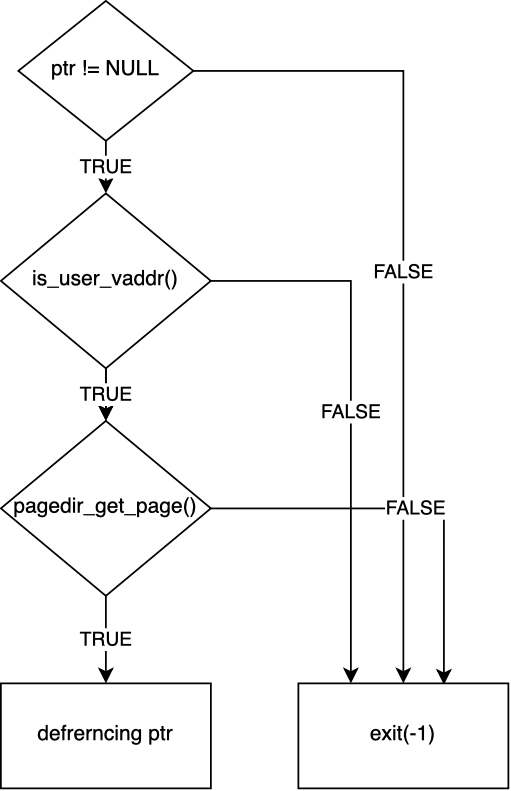 ptr != NULL
TRUE
FALSE
is_user_vaddr()
TRUE
FALSE
pagedir_get_page()
FALSE
TRUE
defrerncing ptr
exit(-1)